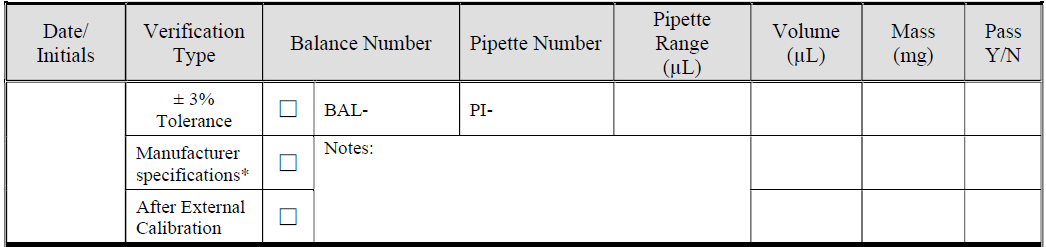 Date/
Initials
Verification
Type
Balance Number
Pipette Number
Pipette
Range
(µL)
Volume
(µL)
Mass
(mg)
Pass
Y/N
± 3%
Tolerance
☐
BAL-
PI-
Manufacturer
specifications*
☐
Notes:
After External
Calibration
☐